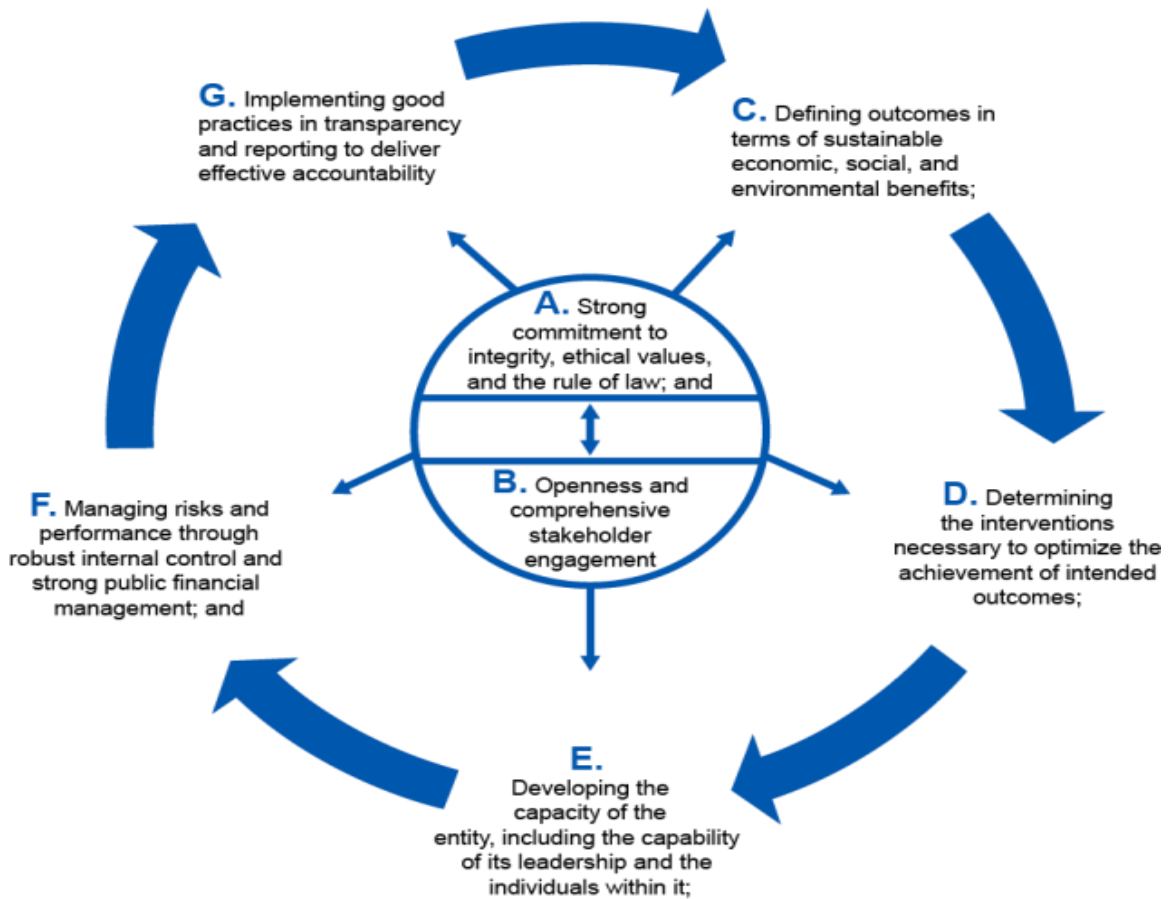 G. Implementing good
practices in transparency
and reporting to deliver
effective accountability
C. Defining outcomes in
terms of sustainable
economic, social, and
environmental benefits;
A. Strong
commitment to
integrity, ethical values,
and the rule of law; and
B. Openness and
comprehensive
stakeholder
engagement
F. Managing risks and
performance through
robust internal control and
strong public financial
management; and
D. Determining
the interventions
necessary to optimize the
achievement of intended
outcomes;
E.
Developing the
capacity of the
entity, including the capability
of its leadership and the
individuals within it;